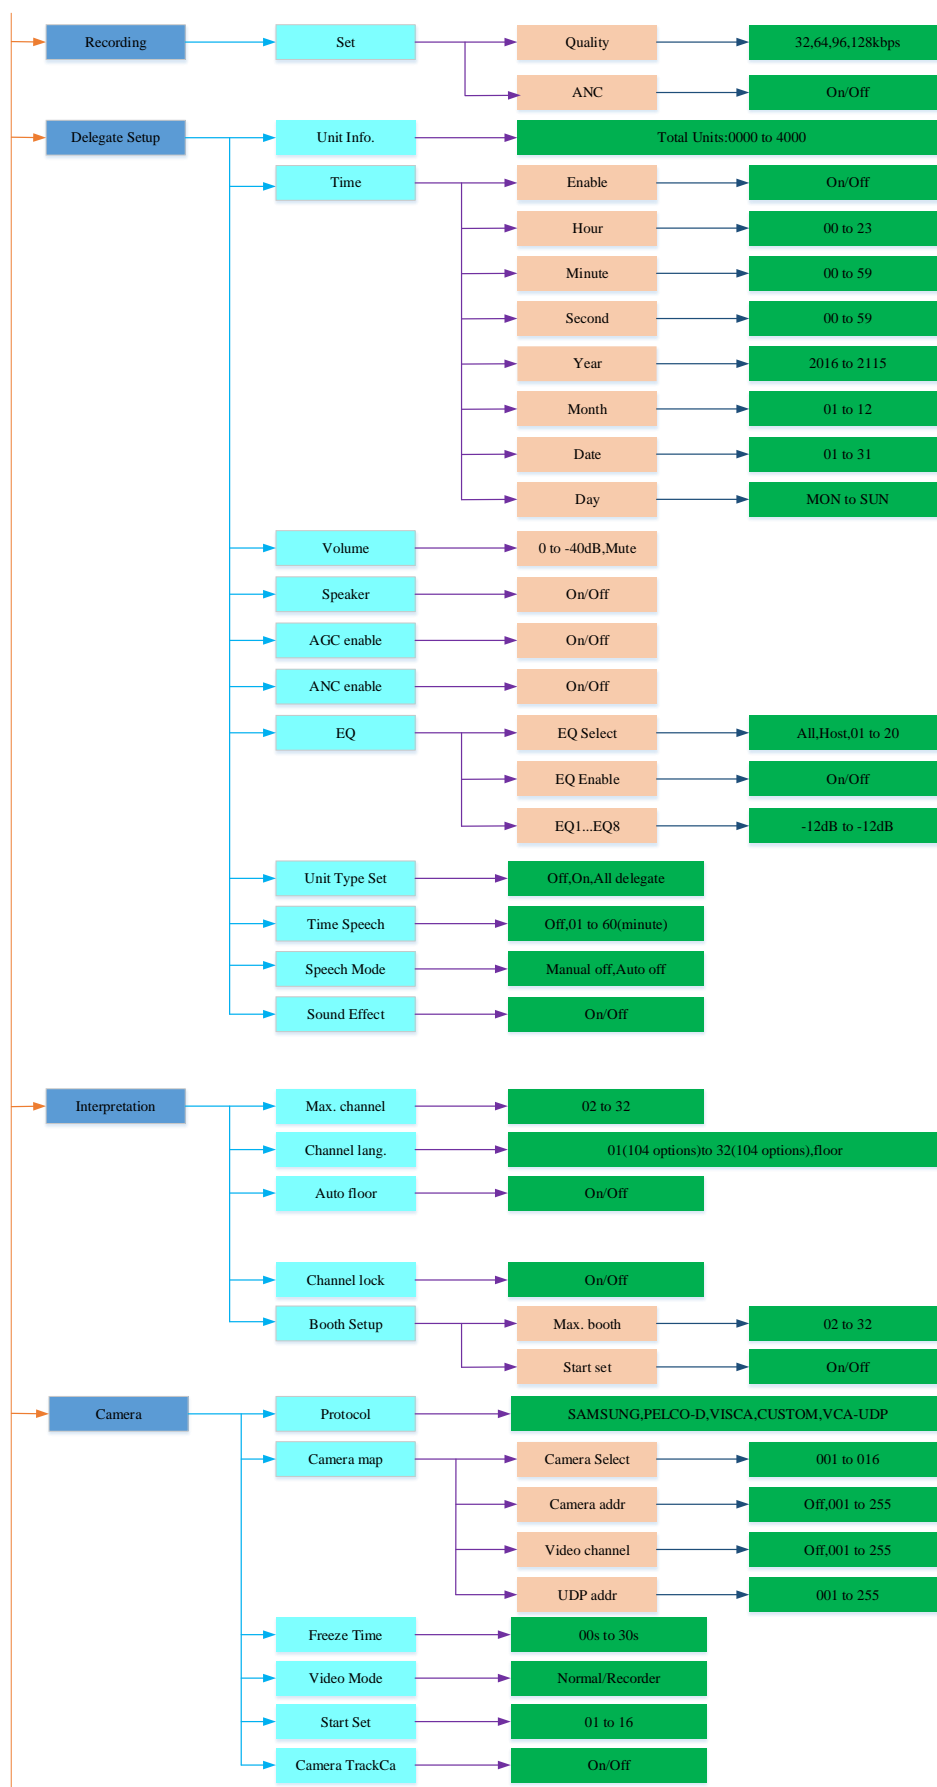 Recording
Set
Quality
32,64,96,128kbps
ANC
On/Off
Delegate Setup
Unit Info.
Total Units:0000 to 4000
Time
Enable
On/Off
Hour
00 to 23
Minute
00 to 59
Second
00 to 59
Year
2016 to 2115
Month
01 to 12
Date
01 to 31
Day
MON to SUN
Volume
0 to -40dB,Mute
Speaker
On/Off
AGC enable
On/Off
ANC enable
On/Off
EQ
EQ Select
All,Host,01 to 20
EQ Enable
On/Off
EQ1...EQ8
-12dB to -12dB
Unit Type Set
Off,On,All delegate
Time Speech
Off,01 to 60(minute)
Speech Mode
Manual off,Auto off
Sound Effect
On/Off
Interpretation
Max. channel
02 to 32
Channel lang.
01(104 options)to 32(104 options),floor
Auto floor
On/Off
Channel lock
On/Off
Booth Setup
Max. booth
02 to 32
Start set
On/Off
Camera
Protocol
SAMSUNG,PELCO-D,VISCA,CUSTOM,VCA-UDP
Camera map
Camera Select
001 to 016
Camera addr
Off,001 to 255
Video channel
Off,001 to 255
UDP addr
001 to 255
Freeze Time
00s to 30s
Video Mode
Normal/Recorder
Start Set
01 to 16
Camera TrackCa
On/Off